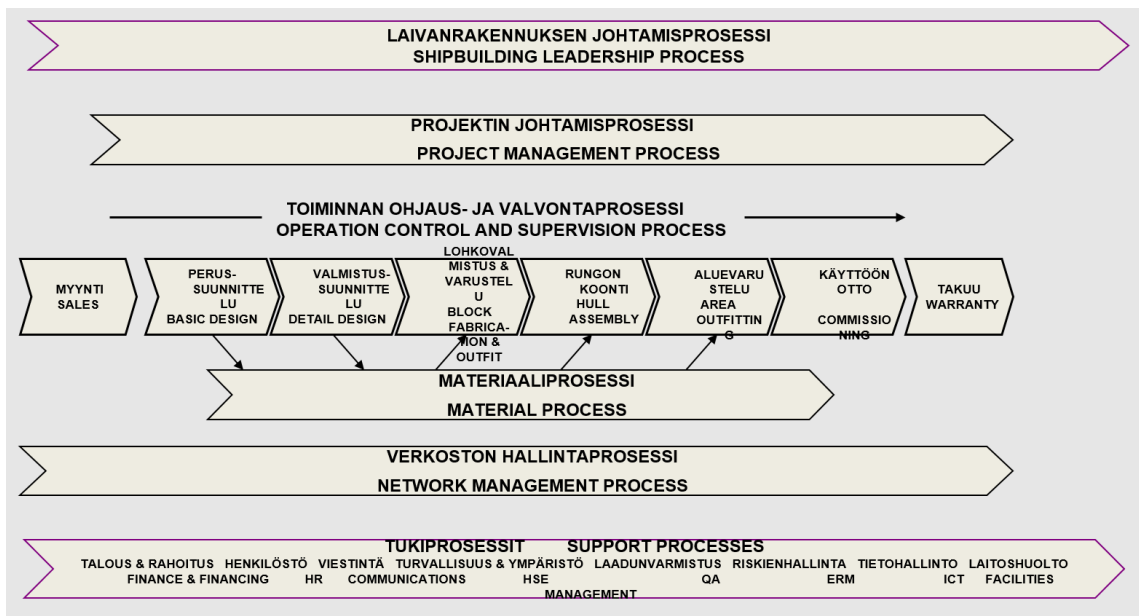 LAIVANRAKENNUKSEN JOHTAMISPROSESSI
SHIPBUILDING LEADERSHIP PROCESS
PROJEKTIN JOHTAMISPROSESSI
PROJECT MANAGEMENT PROCESS
TOIMINNAN OHJAUS- JA VALVONTAPROSESSI
OPERATION CONTROL AND SUPERVISION PROCESS
MYYNTI
SALES
PERUS-
SUUNNITTE
LU
BASIC DESIGN
VALMISTUS-
SUUNNITTE
LU
DETAIL DESIGN
LOHKOVAL
MISTUS &
VARUSTEL
U
BLOCK
FABRICA-
ION &
OUTFIT
RUNGON
KOONTI
HULL
ASSEMBLY
ALUEVARU
STELU
AREA
OUTFITTIN
G
KÄYTTÖÖN
OTTO
COMMISSIO
NING
TAKUU
WARRANTY
MATERIAALIPROSESSI
MATERIAL PROCESS
VERKOSTON HALLINTAPROSESSI
NETWORK MANAGEMENT PROCESS
TUKIPROSESSIT SUPPORT PROCESSES
TALOUS & RAHOITUS HENKILÖSTÖ VIESTINTÄ TURVALLISUUS & YMPÄRISTÖ LAADUNVARMISTUS RISKIENHALLINTA TIETOHALLINTO LAITOSHUOLTO
FINANCE & FINANCING HR COMMUNICATIONS HSE QA ERM ICT FACILITIES
MANAGEMENT